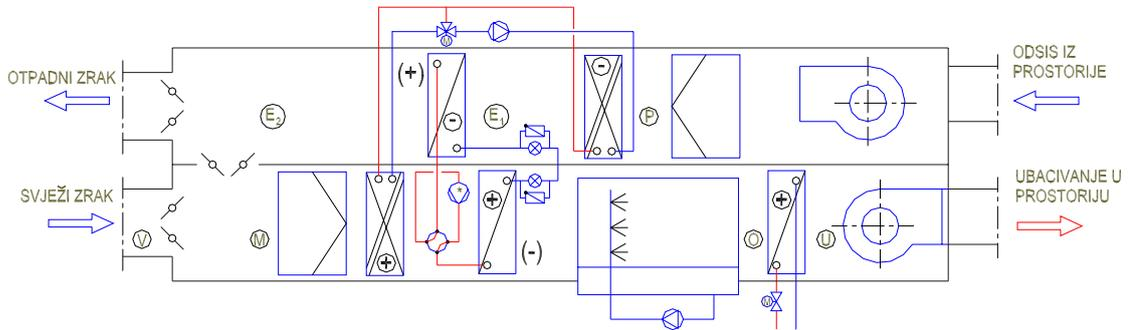 ODSIS IZ
PROSTORIJE
OTPADNI ZRAK
(+)
E2
E1
P
M
SVJEŽI ZRAK
UBACIVANJE U
PROSTORIJU
V
M
(-)
O
U
M